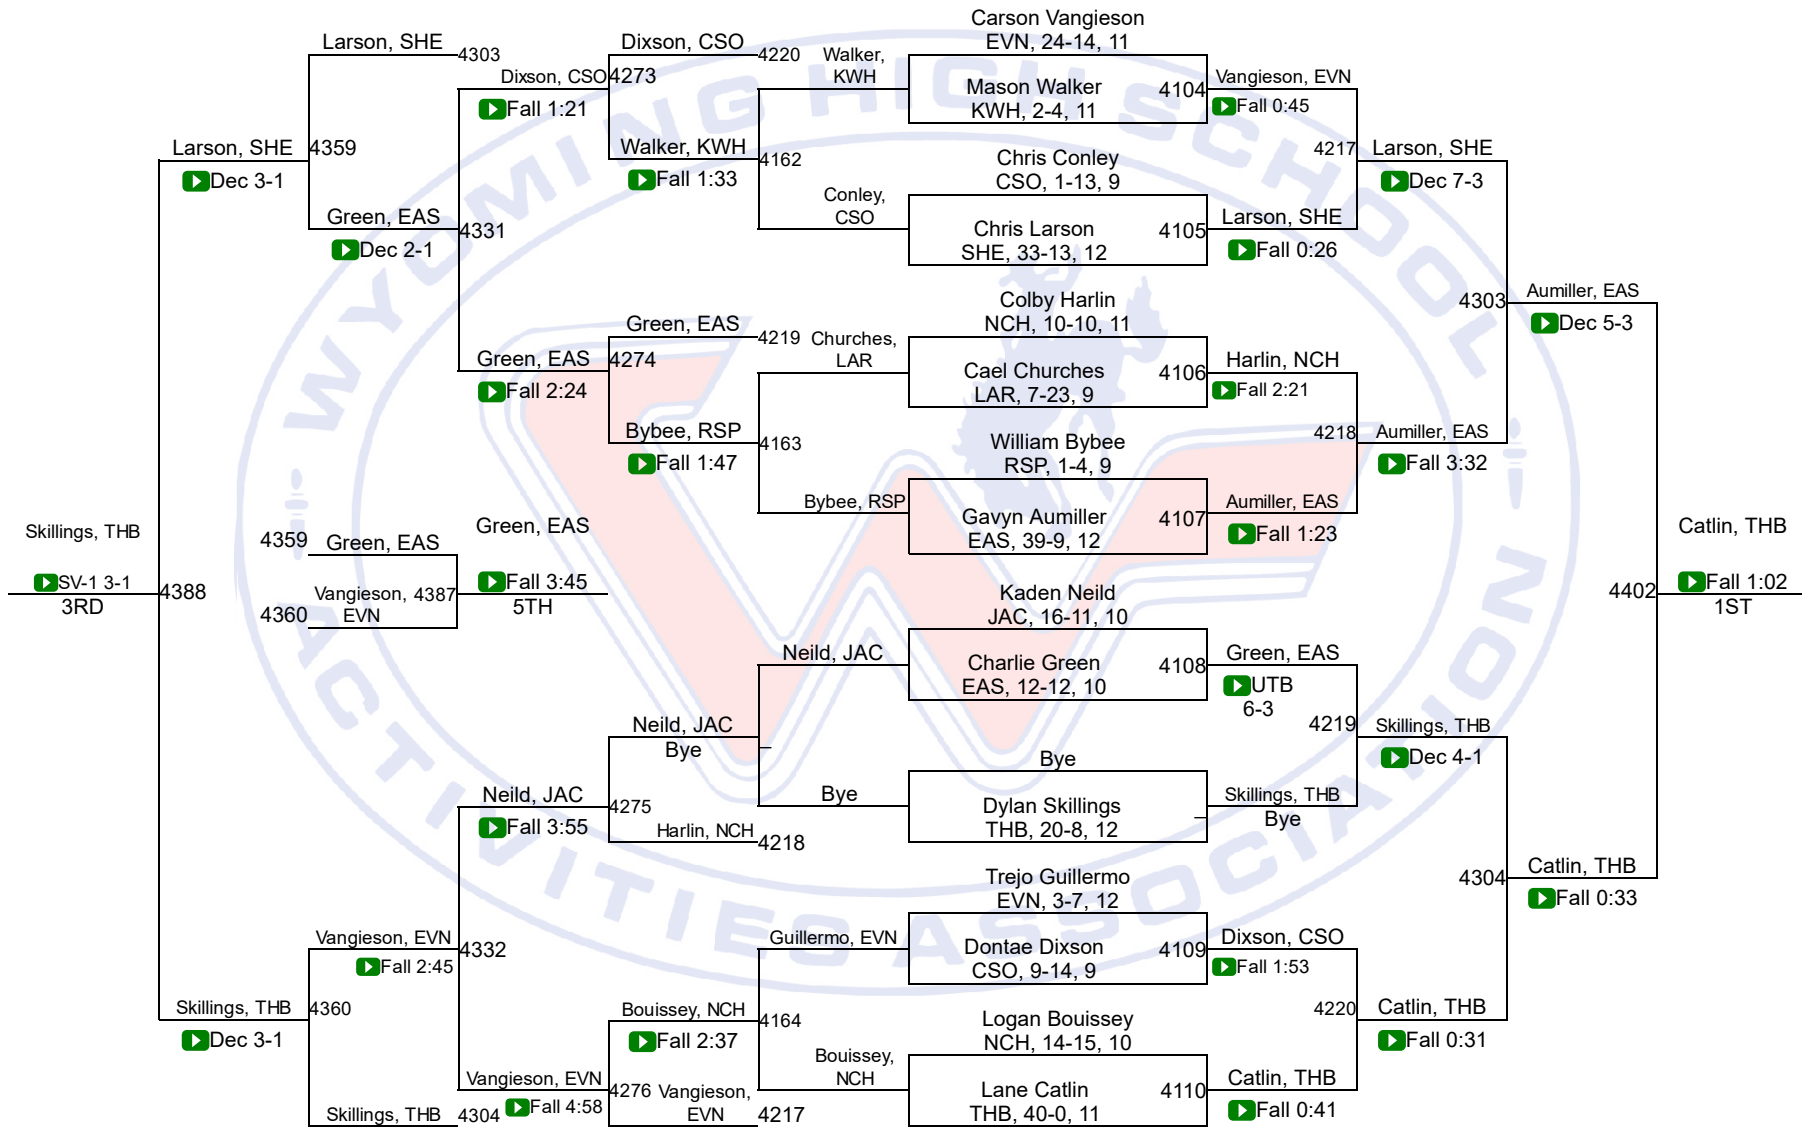 WYOMING HIGH SCHOOL
ACTIVITIES ASSOCIATION
Skillings, THB
SV-1 3-1
3RD
4388
Larson, SHE
Dec 3-1
Larson, SHE
4303
4359
Green, EAS
Dec 2-1
4331
Dixson, CSO
Fall 1:21
Dixson, CSO
4220
4273
Walker, KWH
Fall 1:33
4162
Walker,
KWH
Conley,
CSO
Green, EAS
Fall 2:24
Green, EAS
4219
4274
Bybee, RSP
Fall 1:47
4163
Churches,
LAR
Bybee, RSP
4359
Green, EAS
Vangieson,
EVN
4360
4387
Green, EAS
Fall 3:45
5TH
Neild, JAC
Fall 3:55
Neild, JAC
Bye
4275
Harlin, NCH
4218
Neild, JAC
Bye
Vangieson, EVN
Fall 2:45
4332
Skillings, THB
Dec 3-1
4360
Skillings, THB
4304
Vangieson, EVN
Fall 4:58
Bouissey, NCH
Fall 2:37
4164
4276
Vangieson,
EVN
4217
Guillermo, EVN
Bouissey,
NCH
Carson Vangieson
EVN, 24-14, 11
Mason Walker
KWH, 2-4, 11
4104
Vangieson, EVN
Fall 0:45
Chris Conley
CSO, 1-13, 9
Chris Larson
SHE, 33-13, 12
4105
Larson, SHE
Fall 0:26
4217
Larson, SHE
Dec 7-3
Colby Harlin
NCH, 10-10, 11
Cael Churches
LAR, 7-23, 9
4106
Harlin, NCH
Fall 2:21
William Bybee
RSP, 1-4, 9
Gavyn Aumiller
EAS, 39-9, 12
4107
Aumiller, EAS
Fall 1:23
4218
Aumiller, EAS
Fall 3:32
4303
Aumiller, EAS
Dec 5-3
Kaden Neild
JAC, 16-11, 10
Charlie Green
EAS, 12-12, 10
4108
Green, EAS
UTB
6-3
Bye
Dylan Skillings
THB, 20-8, 12
Skillings, THB
Bye
4219
Skillings, THB
Dec 4-1
Trejo Guillermo
EVN, 3-7, 12
Dontae Dixson
CSO, 9-14, 9
4109
Dixson, CSO
Fall 1:53
Logan Bouissey
NCH, 14-15, 10
Lane Catlin
THB, 40-0, 11
4110
Catlin, THB
Fall 0:41
4220
Catlin, THB
Fall 0:31
4304
Catlin, THB
Fall 0:33
4402
Catlin, THB
Fall 1:02
1ST